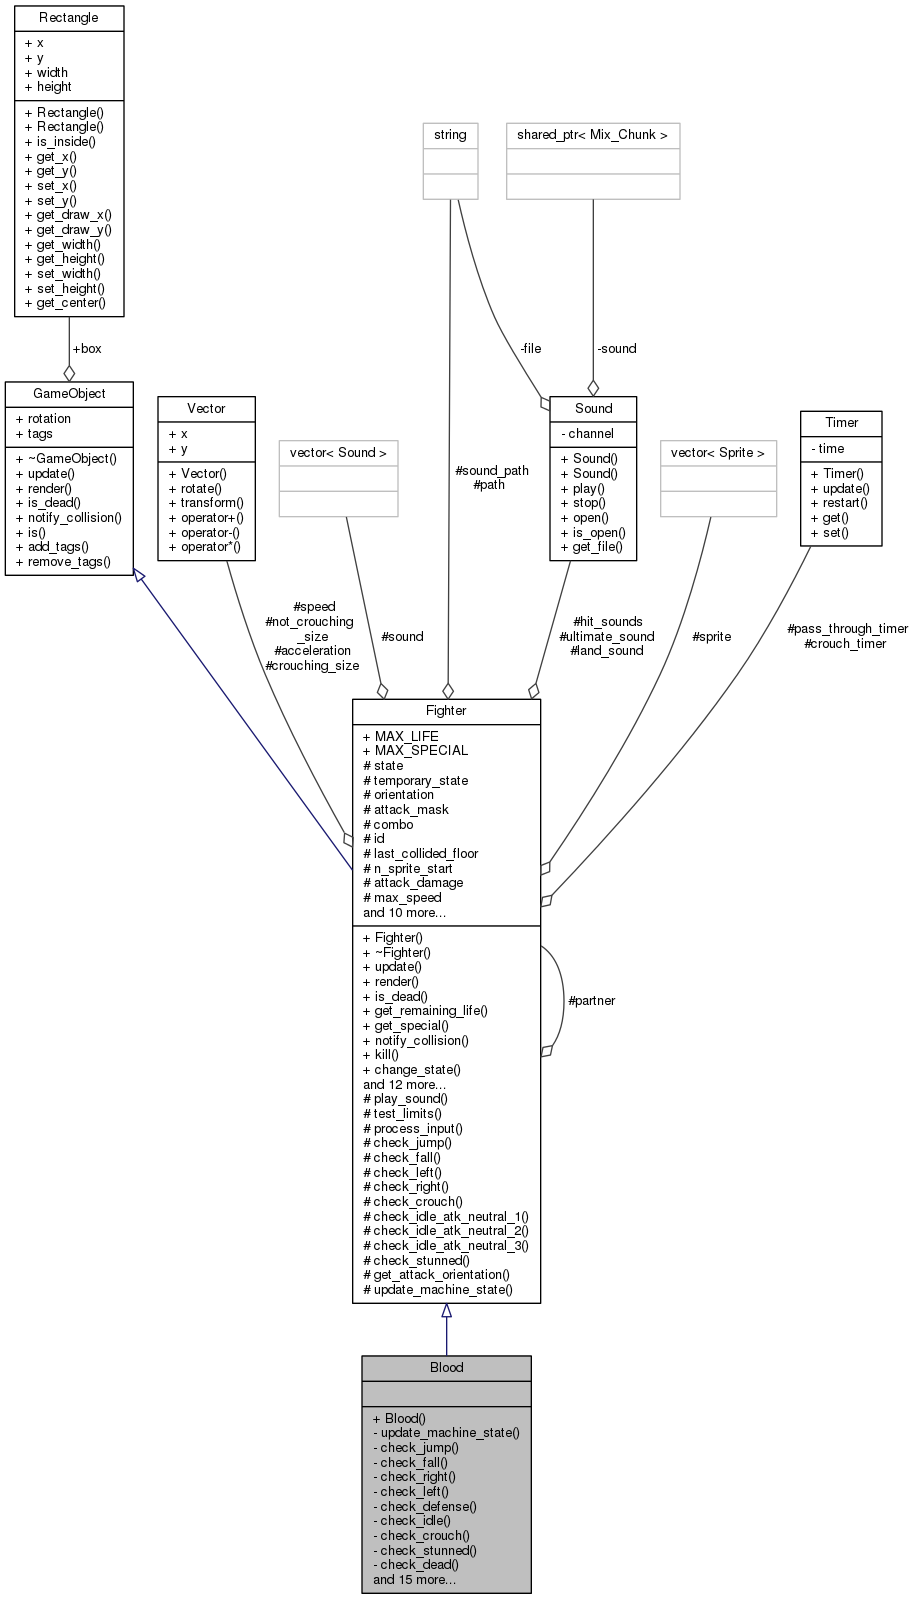 Rectangle
+ x
+ y
+ width
+ height
+ Rectangle()
+ Rectangle()
+ is_inside()
+ get_x()
+ get_y()
+ set_x()
+ set_y()
+ get_draw_x()
+ get_draw_y()
+ get_width()
+ get_height()
+ set_width()
+ set_height()
+ get_center()
string
shared_ptr< Mix_Chunk >
+box
-file
-sound
GameObject
+ rotation
+ tags
+ ~GameObject()
+ update()
+ render()
+ is_dead()
+ notify_collision()
+ is()
+ add_tags()
+ remove_tags()
Vector
+ x
+ y
+ Vector()
+ rotate()
+ transform()
+ operator+()
+ operator-()
+ operator*()
vector< Sound >
#sound_path
#path
Sound
- channel
+ Sound()
+ Sound()
+ play()
+ stop()
+ open()
+ is_open()
+ get_file()
vector< Sprite >
Timer
- time
+ Timer()
+ update()
+ restart()
+ get()
+ set()
#speed
#not_crouching
_size
#acceleration
#crouching_size
#sound
#hit_sounds
#ultimate_sound
#land_sound
#sprite
#pass_through_timer
#crouch_timer
Fighter
+ MAX_LIFE
+ MAX_SPECIAL
# state
# temporary_state
# orientation
# attack_mask
# combo
# id
# last_collided_floor
# n_sprite_start
# attack_damage
# max_speed
and 10 more...
+ Fighter()
+ ~Fighter()
+ update()
+ render()
+ is_dead()
+ get_remaining_life()
+ get_special()
+ notify_collision()
+ kill()
+ change_state()
and 12 more...
# play_sound()
# test_limits()
# process_input()
# check_jump()
# check_fall()
# check_left()
# check_right()
# check_crouch()
# check_idle_atk_neutral_1()
# check_idle_atk_neutral_2()
# check_idle_atk_neutral_3()
# check_stunned()
# get_attack_orientation()
# update_machine_state()
#partner
Blood
+ Blood()
- update_machine_state()
- check_jump()
- check_fall()
- check_right()
- check_left()
- check_defense()
- check_idle()
- check_crouch()
- check_stunned()
- check_dead()
and 15 more...